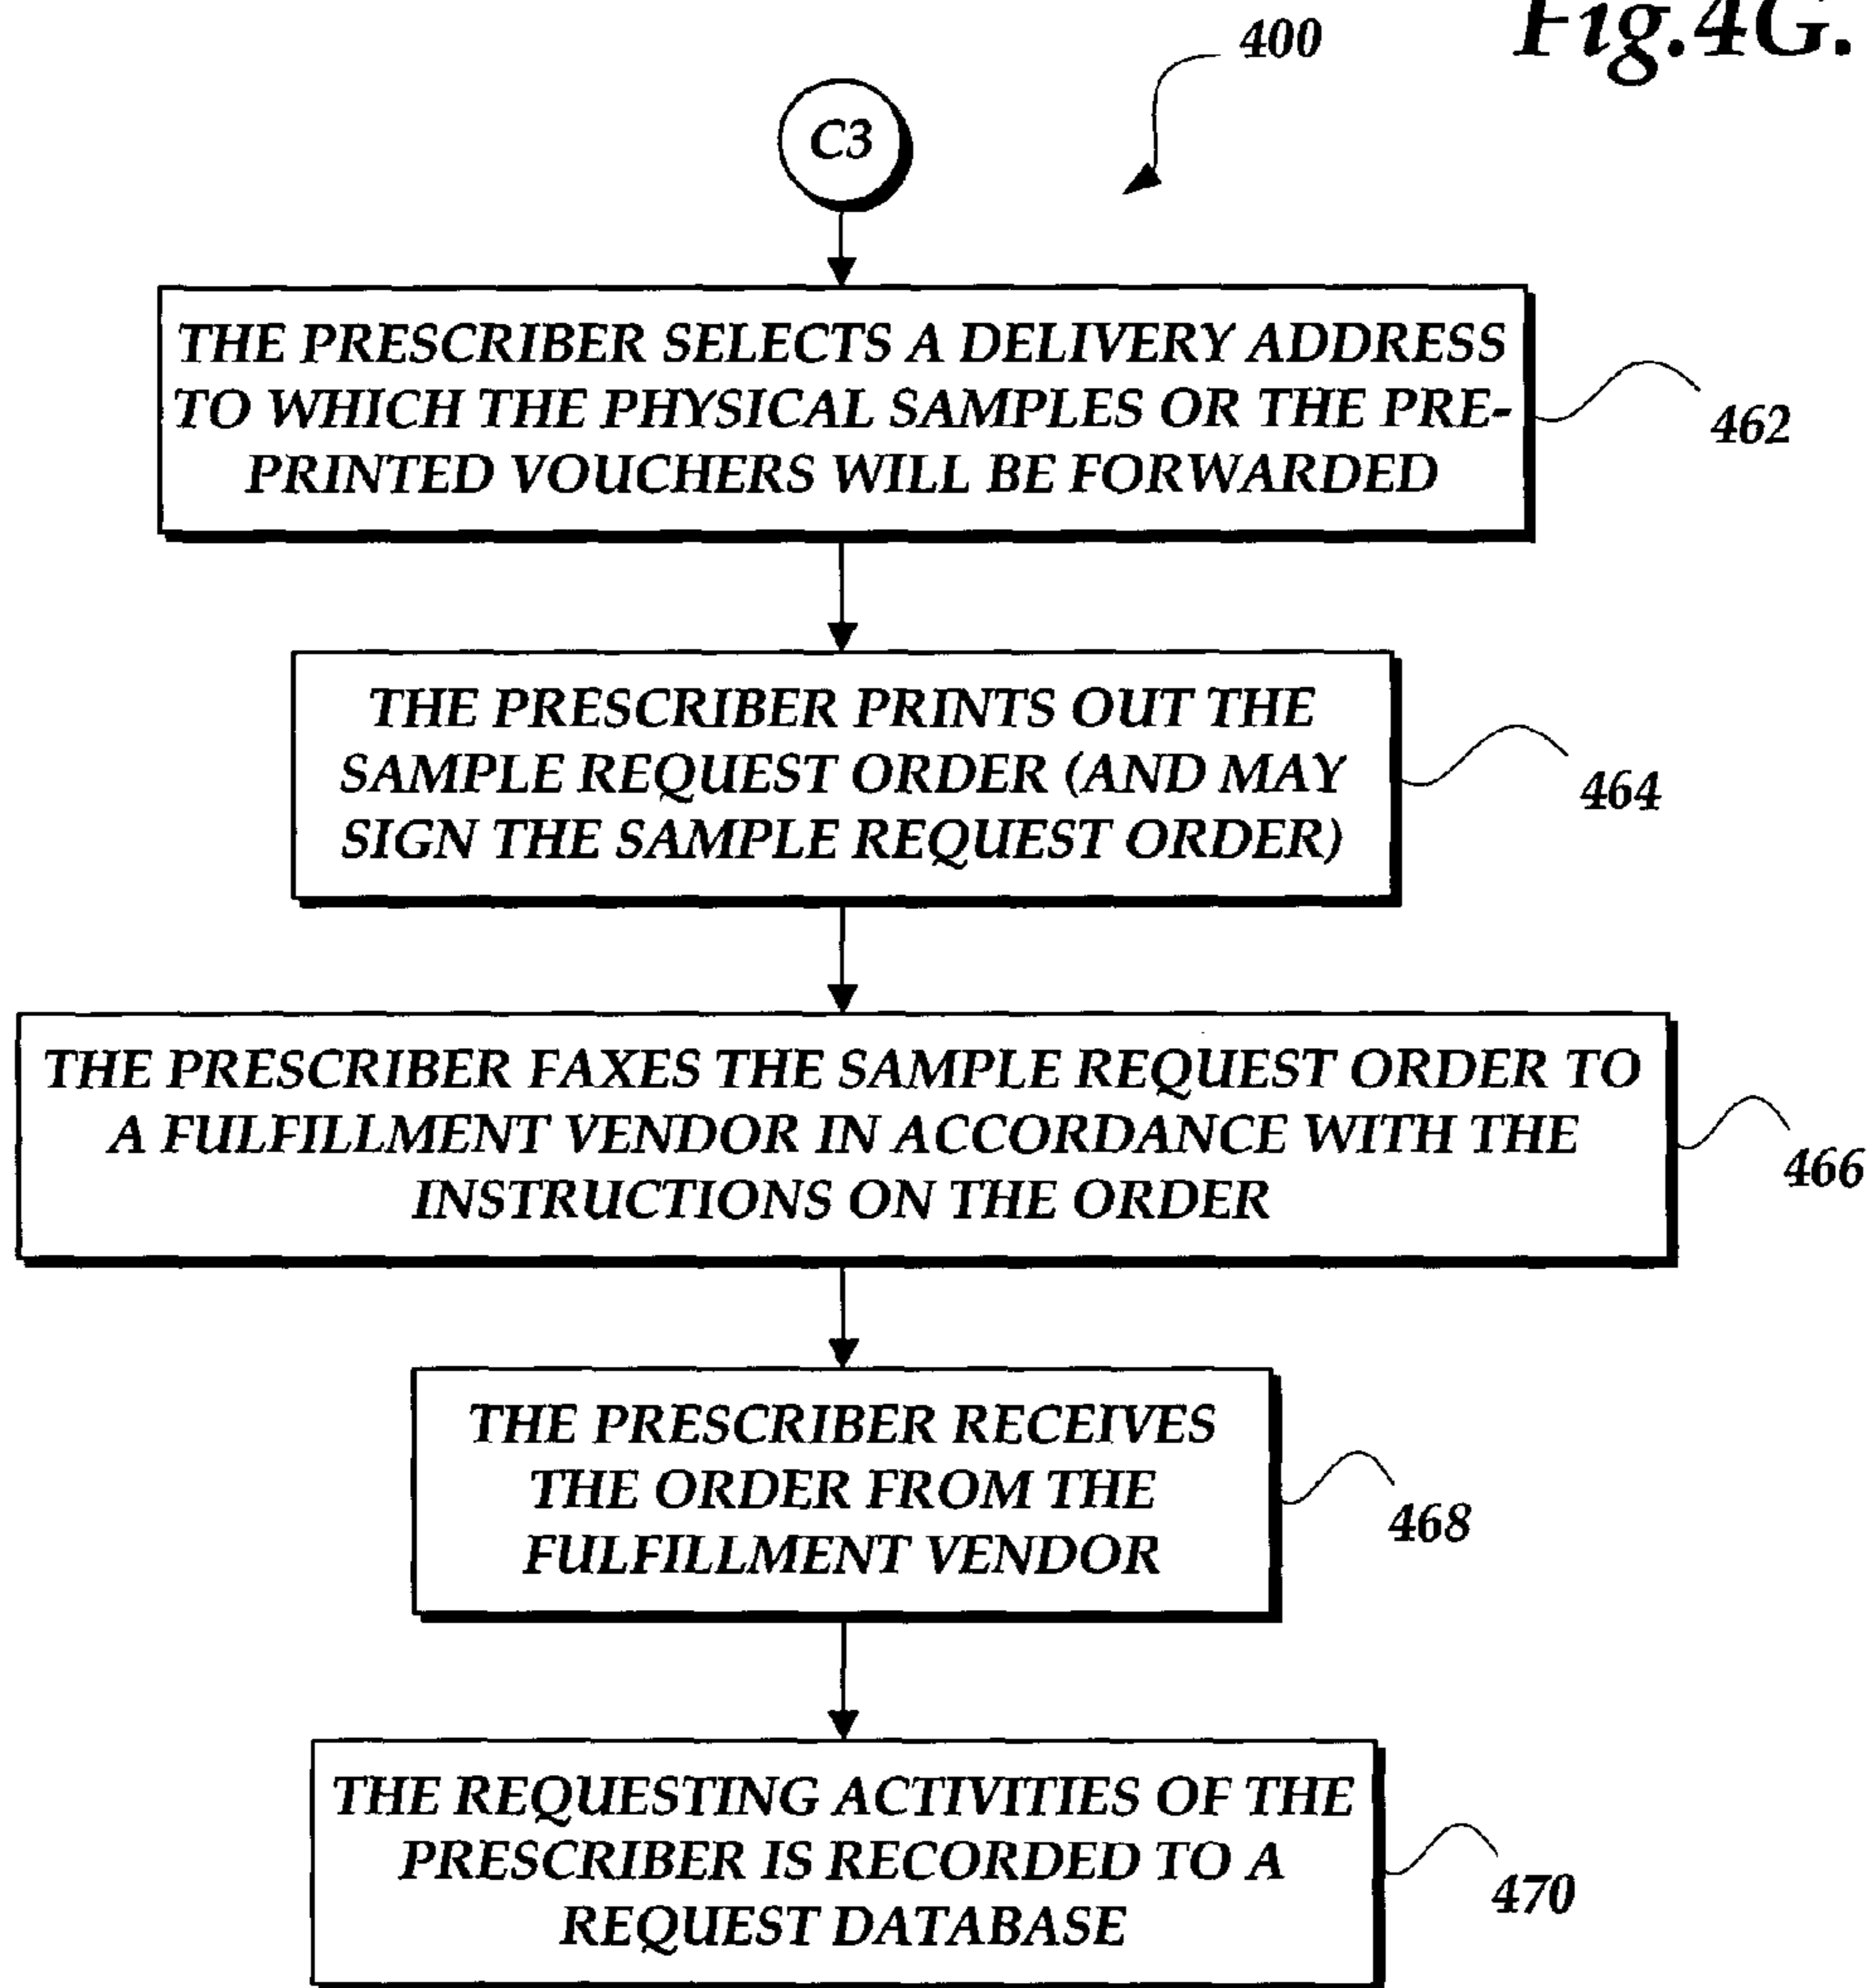 Fig.4G.
400
C3
THE PRESCRIBER SELECTS A DELIVERY ADDRESS
TO WHICH THE PHYSICAL SAMPLES OR THE PRE-
PRINTED VOUCHERS WILL BE FORWARDED
462
THE PRESCRIBER PRINTS OUT THE
SAMPLE REQUEST ORDER (AND MAY
SIGN THE SAMPLE REQUEST ORDER)
464
THE PRESCRIBER FAXES THE SAMPLE REQUEST ORDER TO
A FULFILLMENT VENDOR IN ACCORDANCE WITH THE
INSTRUCTIONS ON THE ORDER
466
THE PRESCRIBER RECEIVES
THE ORDER FROM THE
FULFILLMENT VENDOR
468
THE REQUESTING ACTIVITIES OF THE
PRESCRIBER IS RECORDED TO A
REQUEST DATABASE
470